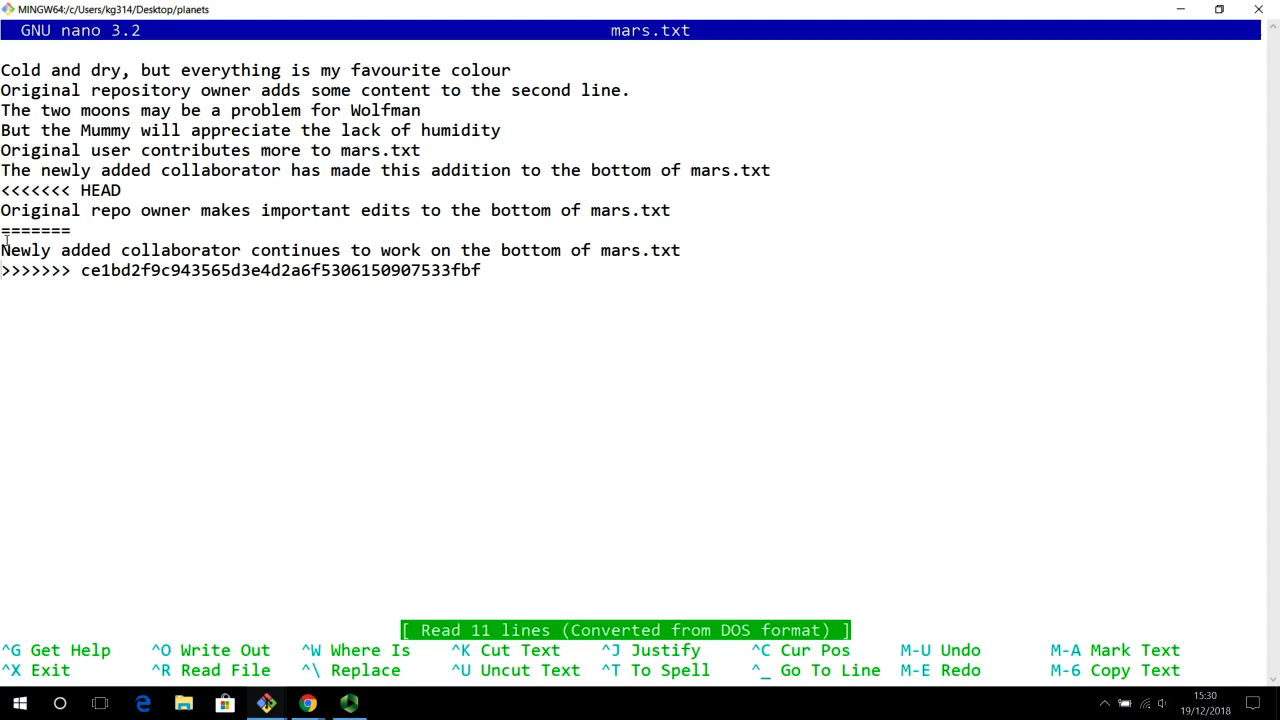 MINGW64:/c/Users/kg314/Desktop/planets
GNU nano 3.2 mars.txt
Cold and dry, but everything is my favourite colour
Original repository owner adds some content to the second line.
The two moons may be a problem for Wolfman
But the Mummy will appreciate the lack of humidity
Original user contributes more to mars.txt
The newly added collaborator has made this addition to the bottom of mars.txt
<<<<<<< HEAD
Original repo owner makes important edits to the bottom of mars.txt
=======
Newly added collaborator continues to work on the bottom of mars.txt
>>>>>>> ce1bd2f9c943565d3e4d2a6f5306150907533fbf
[ Read 11 lines (Converted from DOS format) ]
^G Get Help ^O Write Out ^W Where Is ^K Cut Text ^J Justify ^C Cur Pos M-U Undo M-A Mark Text
^X Exit ^R Read File ^\ Replace ^U Uncut Text ^T To Spell ^_ Go To Line M-E Redo M-6 Copy Text
15:30
19/12/2018